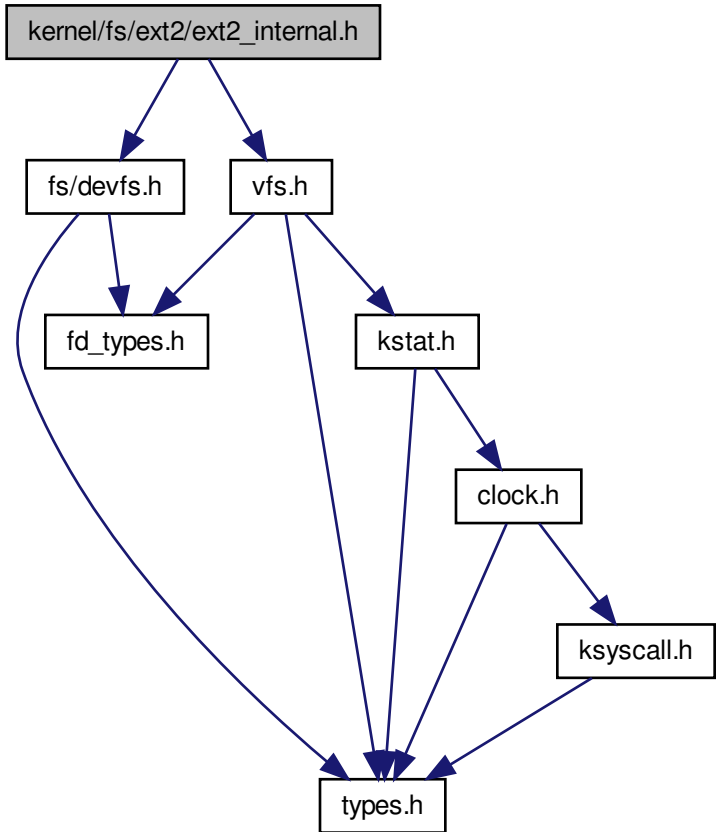 kernel/fs/ext2/ext2_internal.h
fs/devfs.h
vfs.h
fd_types.h
kstat.h
clock.h
ksyscall.h
types.h